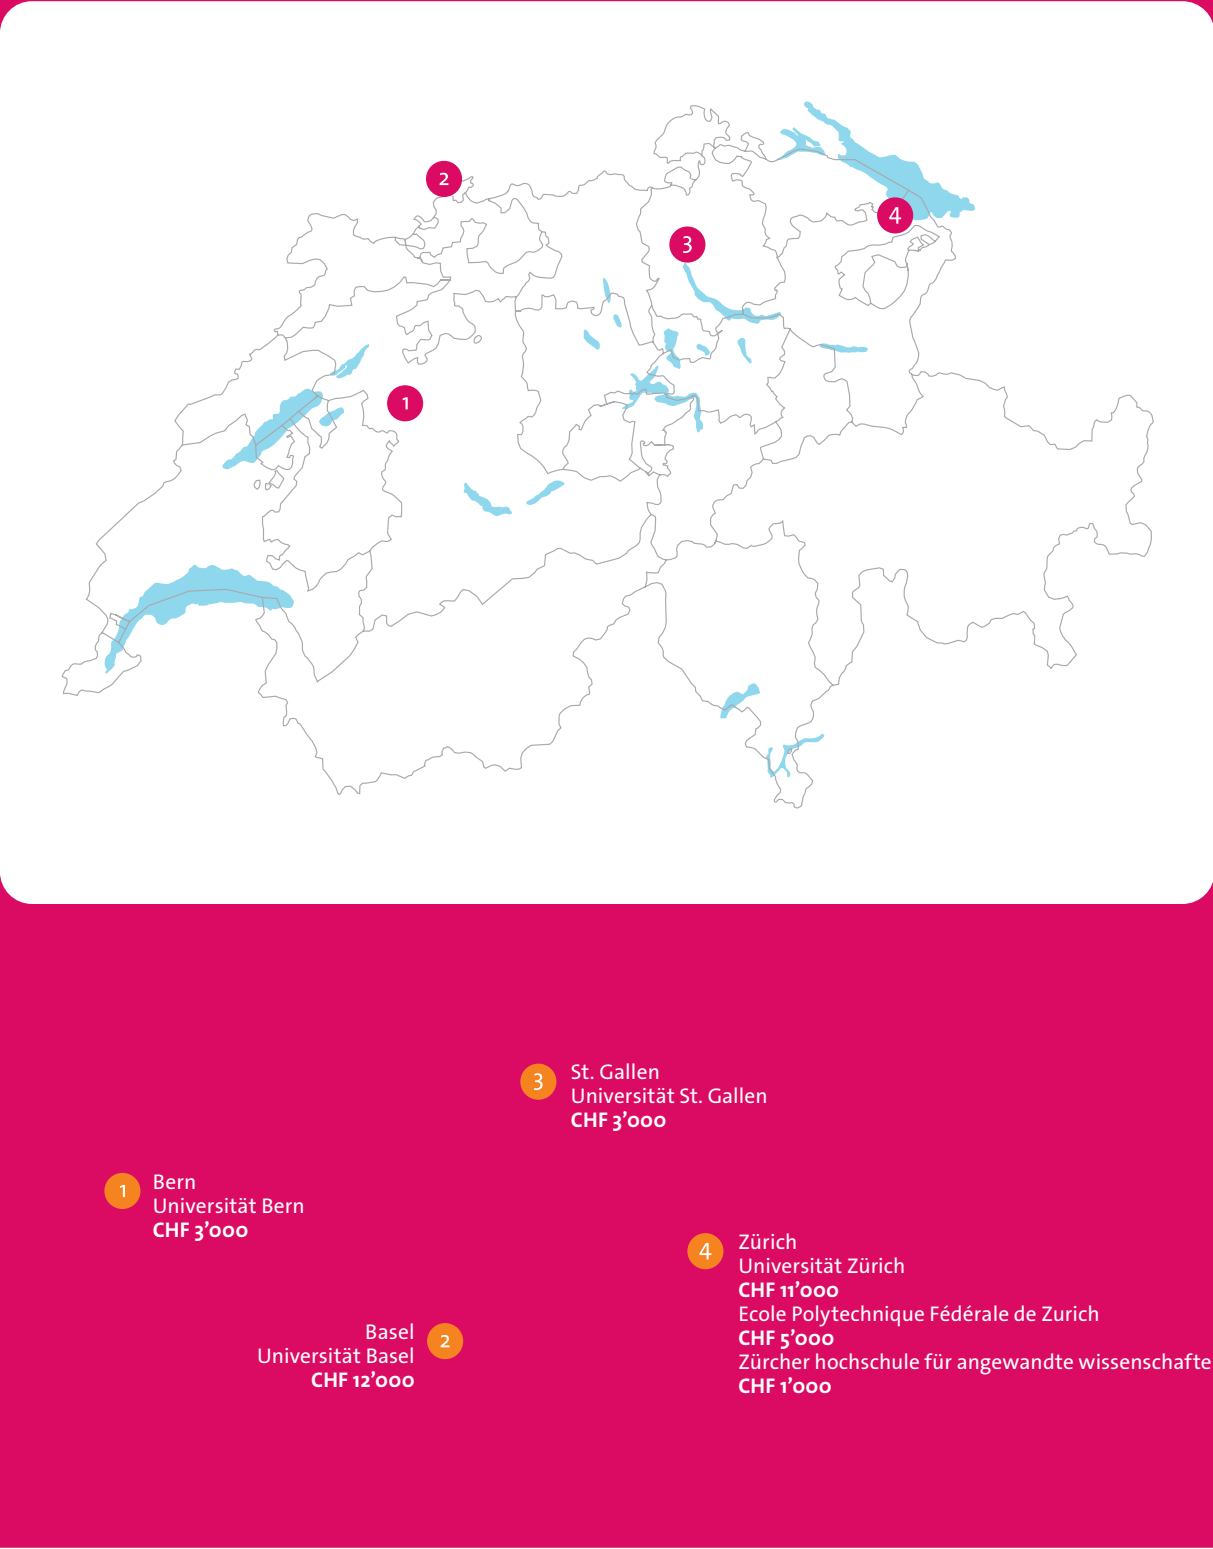 2
4
3
1
3
St. Gallen
Universität St. Gallen
CHF 3’000
1
Bern
Universität Bern
CHF 3’000
4
Zürich
Universität Zürich
CHF 11’000
Ecole Polytechnique Fédérale de Zurich
CHF 5’000
Zürcher hochschule für angewandte wissenschafte
CHF 1’000
Basel
Universität Basel
CHF 12’000
2